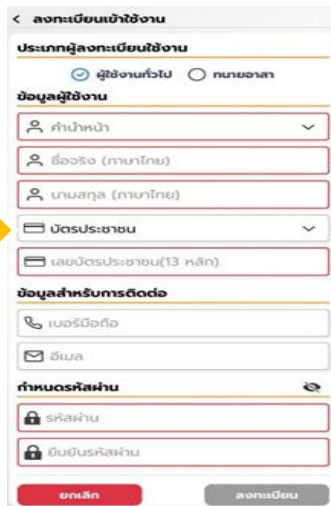 < ลงทะเบียนเข้าใช้งาน
ประเภทผู้ลงทะเบียนใช้งาน
ผู้ใช้งานทั่วไป ทนายอาสา
ข้อมูลผู้ใช้งาน
คำนำหน้า
ชื่อจริง (ภาษาไทย)
นามสกุล (ภาษาไทย)
บัตรประชาชน
เลขบัตรประชาชน(13 หลัก)
ข้อมูลสำหรับการติดต่อ
เบอร์มือถือ
อีเมล
กำหนดรหัสผ่าน
รหัสผ่าน
ยืนยันรหัสผ่าน
ยกเลิก ลงทะเบียน